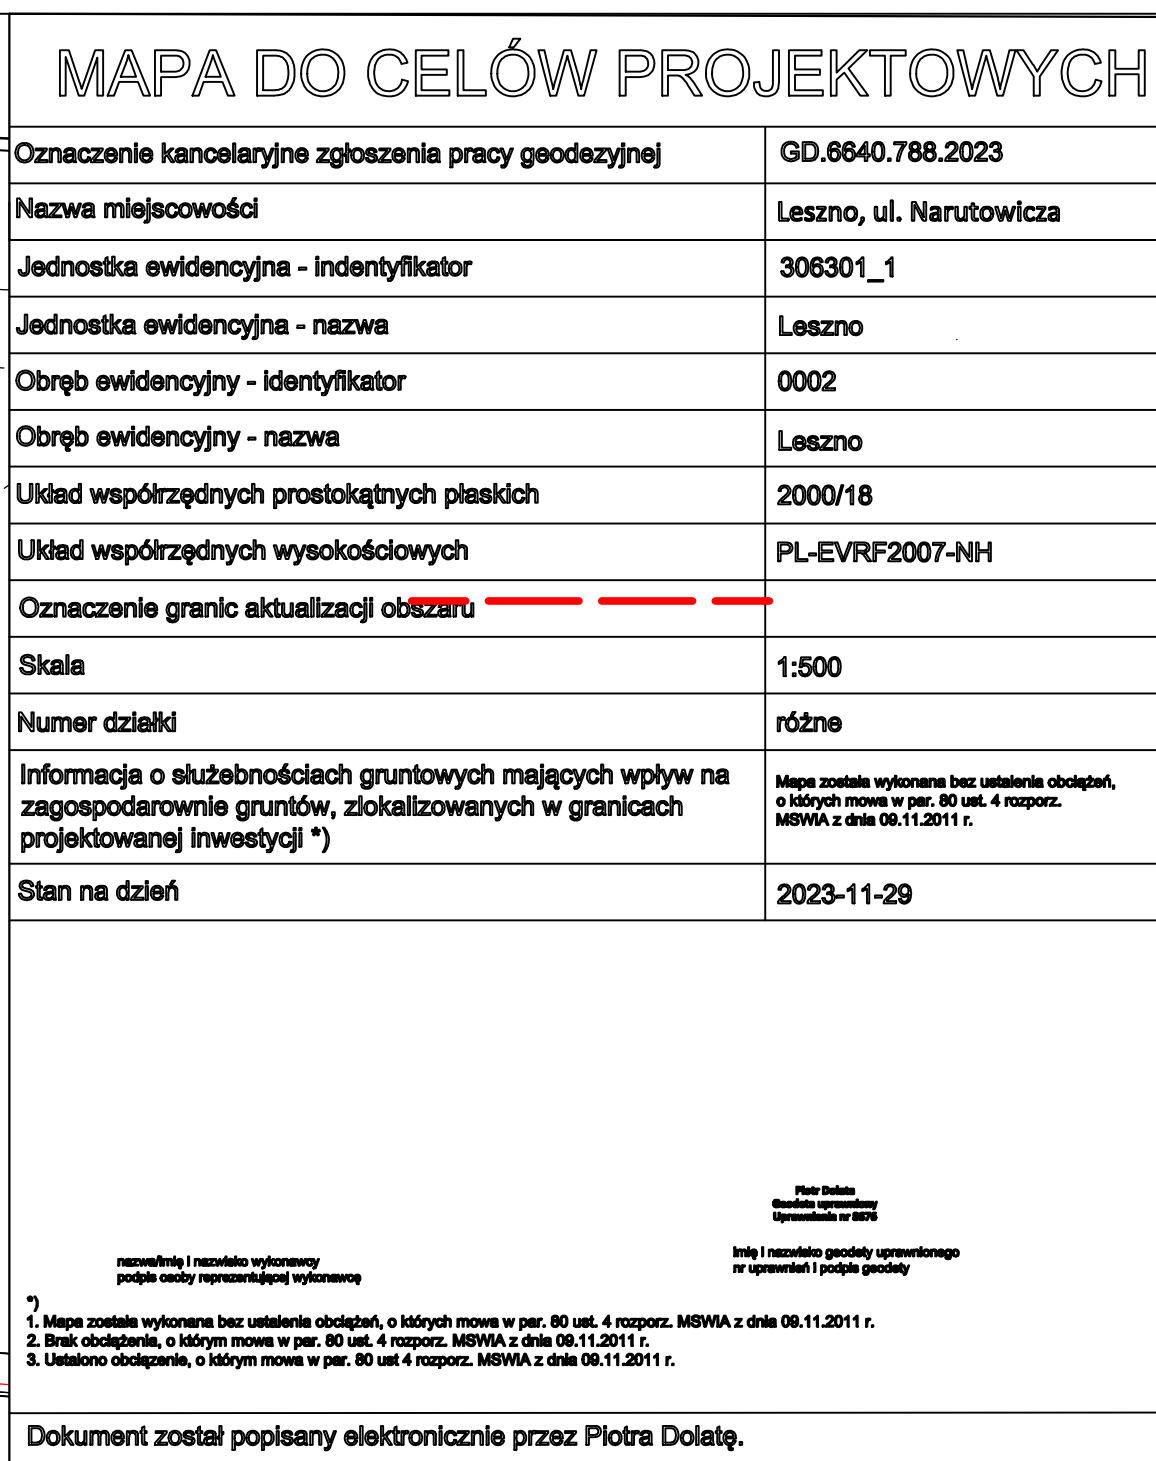 MAPA DO CELÓW PROJEKTOWYCH
Oznaczenie kancelaryjne zgłoszenia pracy geodezyjnej GD.6640.788.2023
Nazwa miejscowości Leszno, ul. Narutowicza
Jednostka ewidencyjna - indentyfikator 306301_1
Jednostka ewidencyjna - nazwa Leszno
Obręb ewidencyjny - identyfikator 0002
Obręb ewidencyjny - nazwa Leszno
Układ współrzędnych prostokątnych płaskich 2000/18
Układ współrzędnych wysokościowych PL-EVRF2007-NH
Oznaczenie granic aktualizacji obszaru
Skala 1:500
Numer działki różne
Informacja o służebnościach gruntowych mających wpływ na
zagospodarownie gruntów, zlokalizowanych w granicach
projektowanej inwestycji *)
Mapa została wykonana bez ustalenia obciążeń,
o których mowa w par. 80 ust. 4 rozporz.
MSWiA z dnia 09.11.2011 r.
Stan na dzień 2023-11-29
Piotr Dolata
Geodeta uprawniony
Uprawnienia nr
imię i nazwisko geodety uprawnionego
nr uprawnień i podpis geodety
nazwa/imię i nazwisko wykonawcy
podpis osoby reprezentującej wykonawcę
*)
1. Mapa została wykonana bez ustalenia obciążeń, o których mowa w par. 80 ust. 4 rozporz. MSWiA z dnia 09.11.2011 r.
2. Brak obciążenia, o którym mowa w par. 80 ust. 4 rozporz. MSWiA z dnia 09.11.2011 r.
3. Ustalono obciązenie, o którym mowa w par. 80 ust 4 rozporz. MSWiA z dnia 09.11.2011 r.
Dokument został popisany elektronicznie przez Piotra Dolatę.